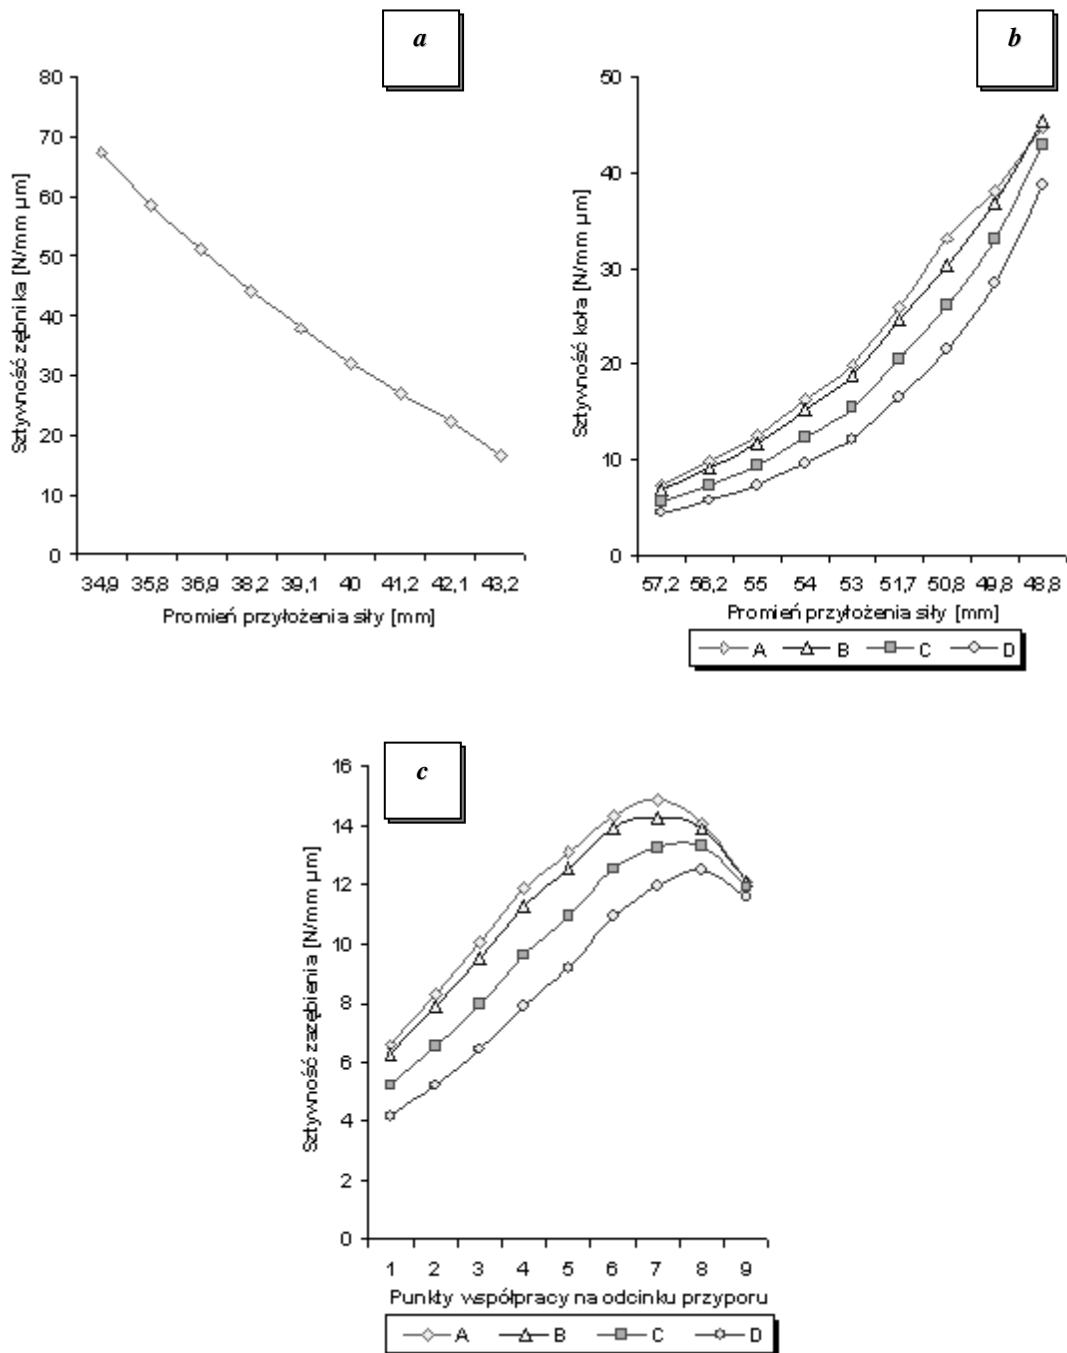 a
80
70
60
50
40
30
20
10
0
Sztywność zębnika [N/mm µm]
34,9 35,8 36,9 38,2 39,1 40 41,2 42,1 43,2
Promień przyłożenia siły [mm]
b
50
40
30
20
10
0
Sztywność koła [N/mm µm]
57,2 56,2 55 54 53 51,7 50,8 49,8 48,8
Promień przyłożenia siły [mm]
A B C D
c
16
14
12
10
8
6
4
2
0
Sztywność zazębienia [N/mm µm]
1 2 3 4 5 6 7 8 9
Punkty współpracy na odcinku przyporu
A B C D